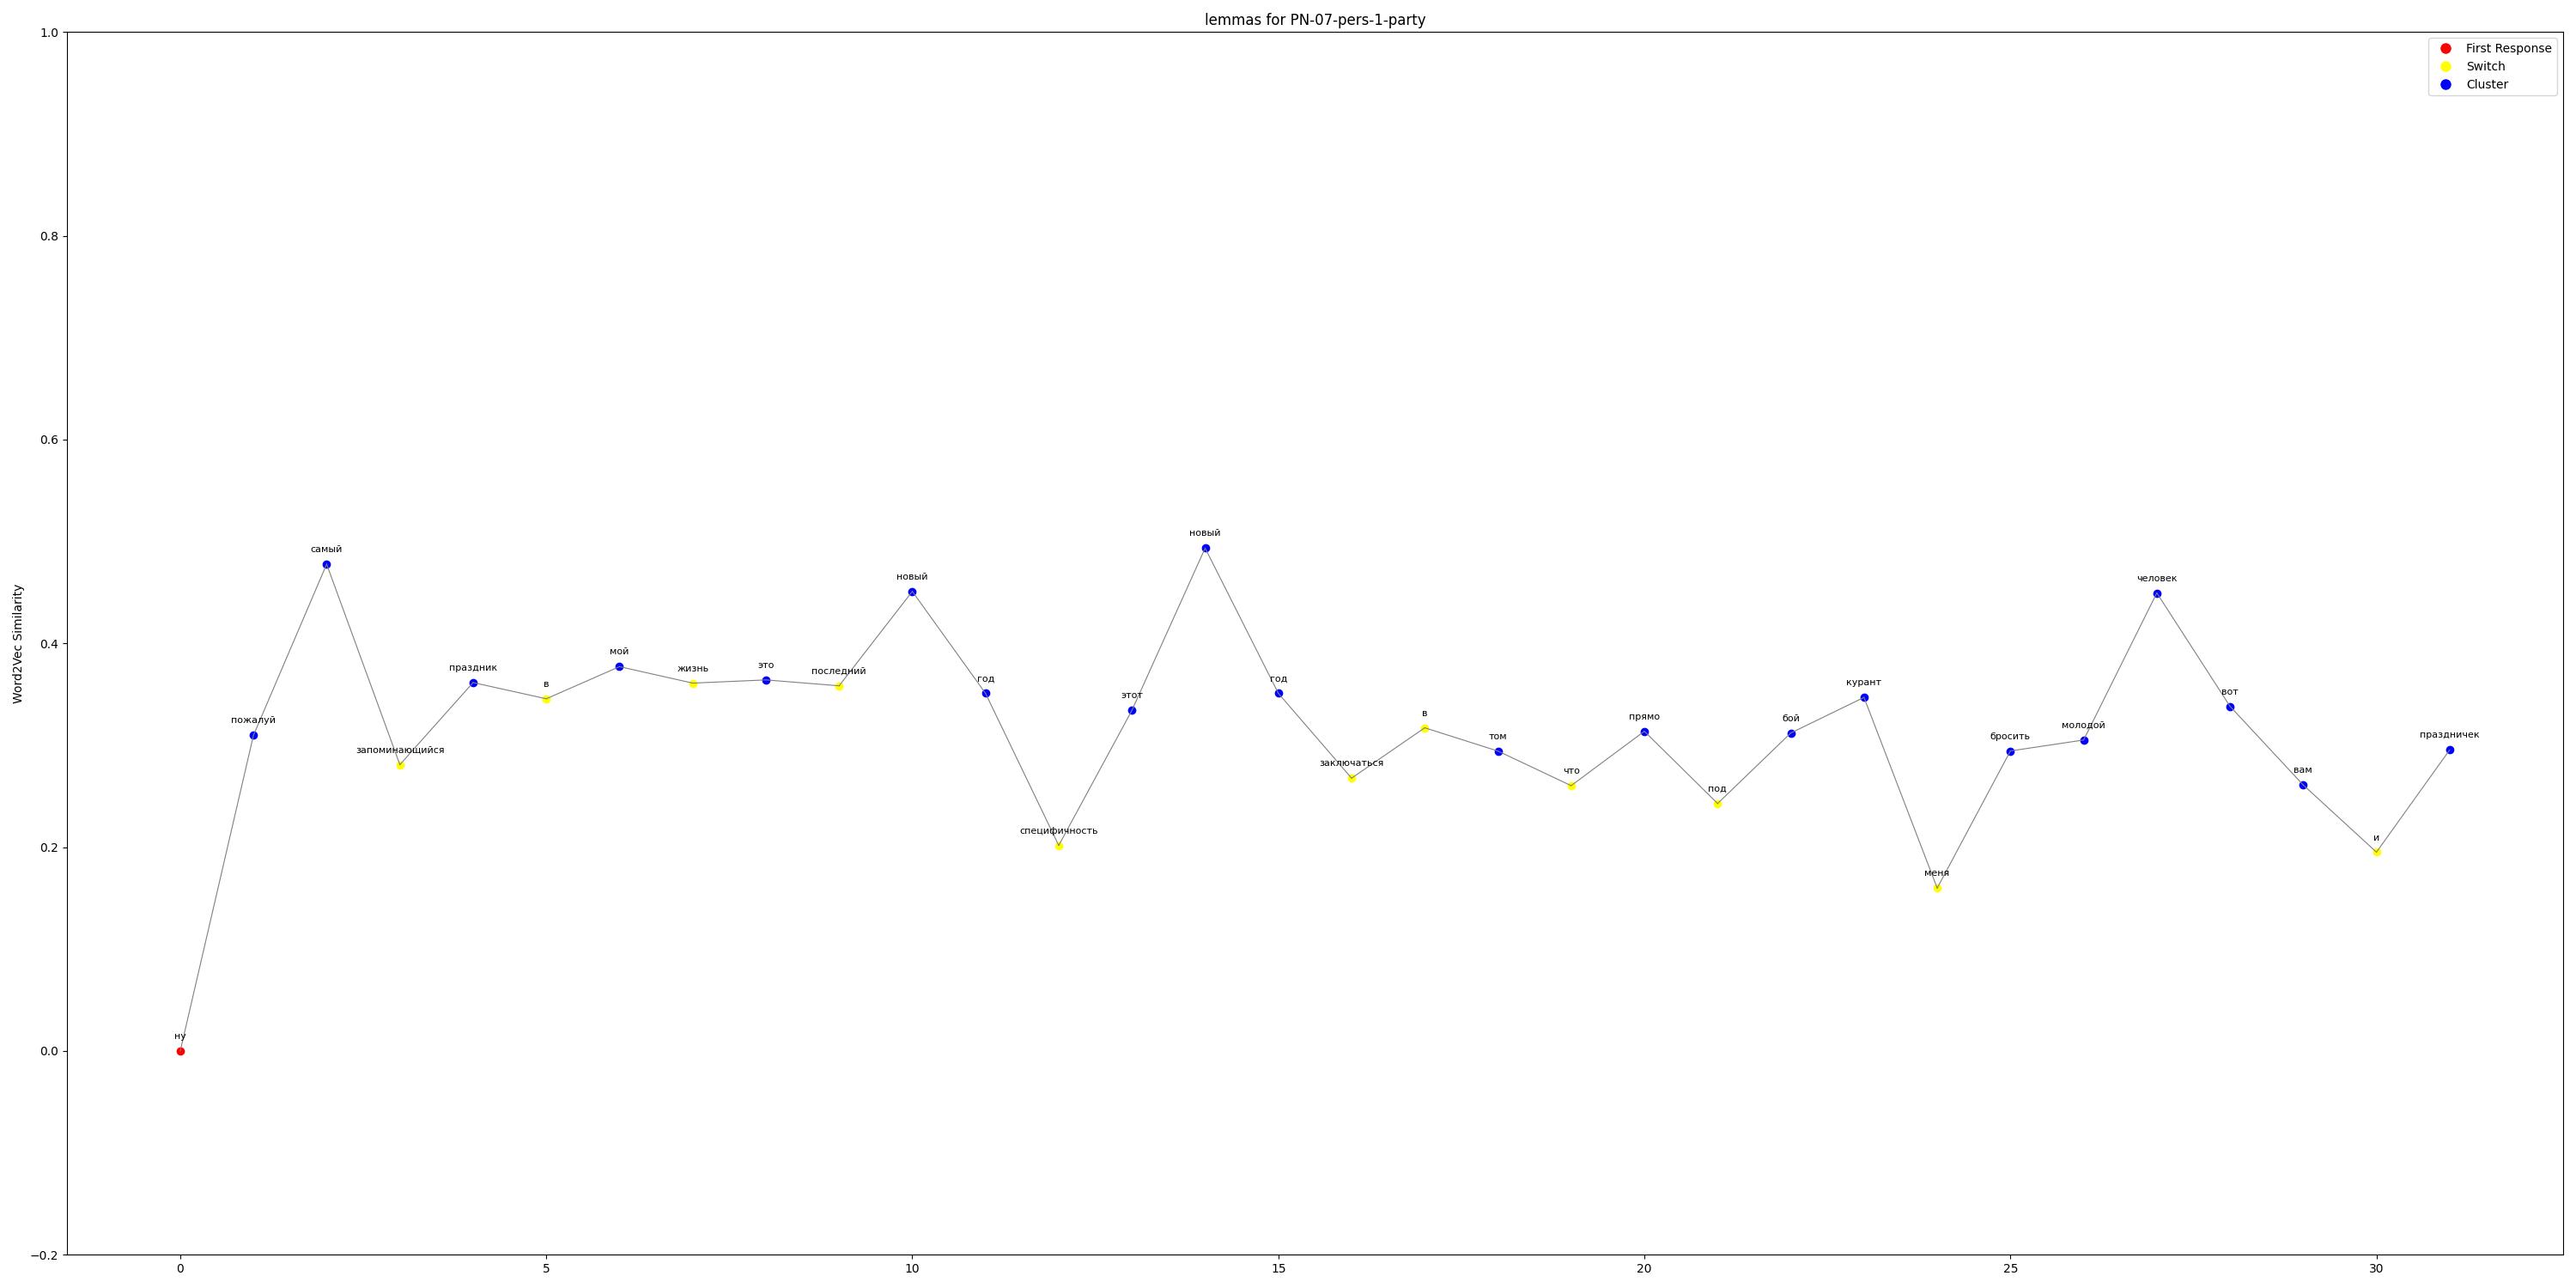 lemmas for PN-07-pers-1-party
First Response
Switch
Cluster
Word2Vec Similarity
1.0
0.8
0.6
0.4
0.2
0.0
−0.2
ну
пожалуй
самый
запоминающийся
праздник
в
мой
жизнь
это
последний
новый
год
специфичность
этот
новый
год
заключаться
в
том
что
прямо
под
бой
курант
меня
бросить
молодой
человек
вот
вам
и
праздничек
0 5 10 15 20 25 30